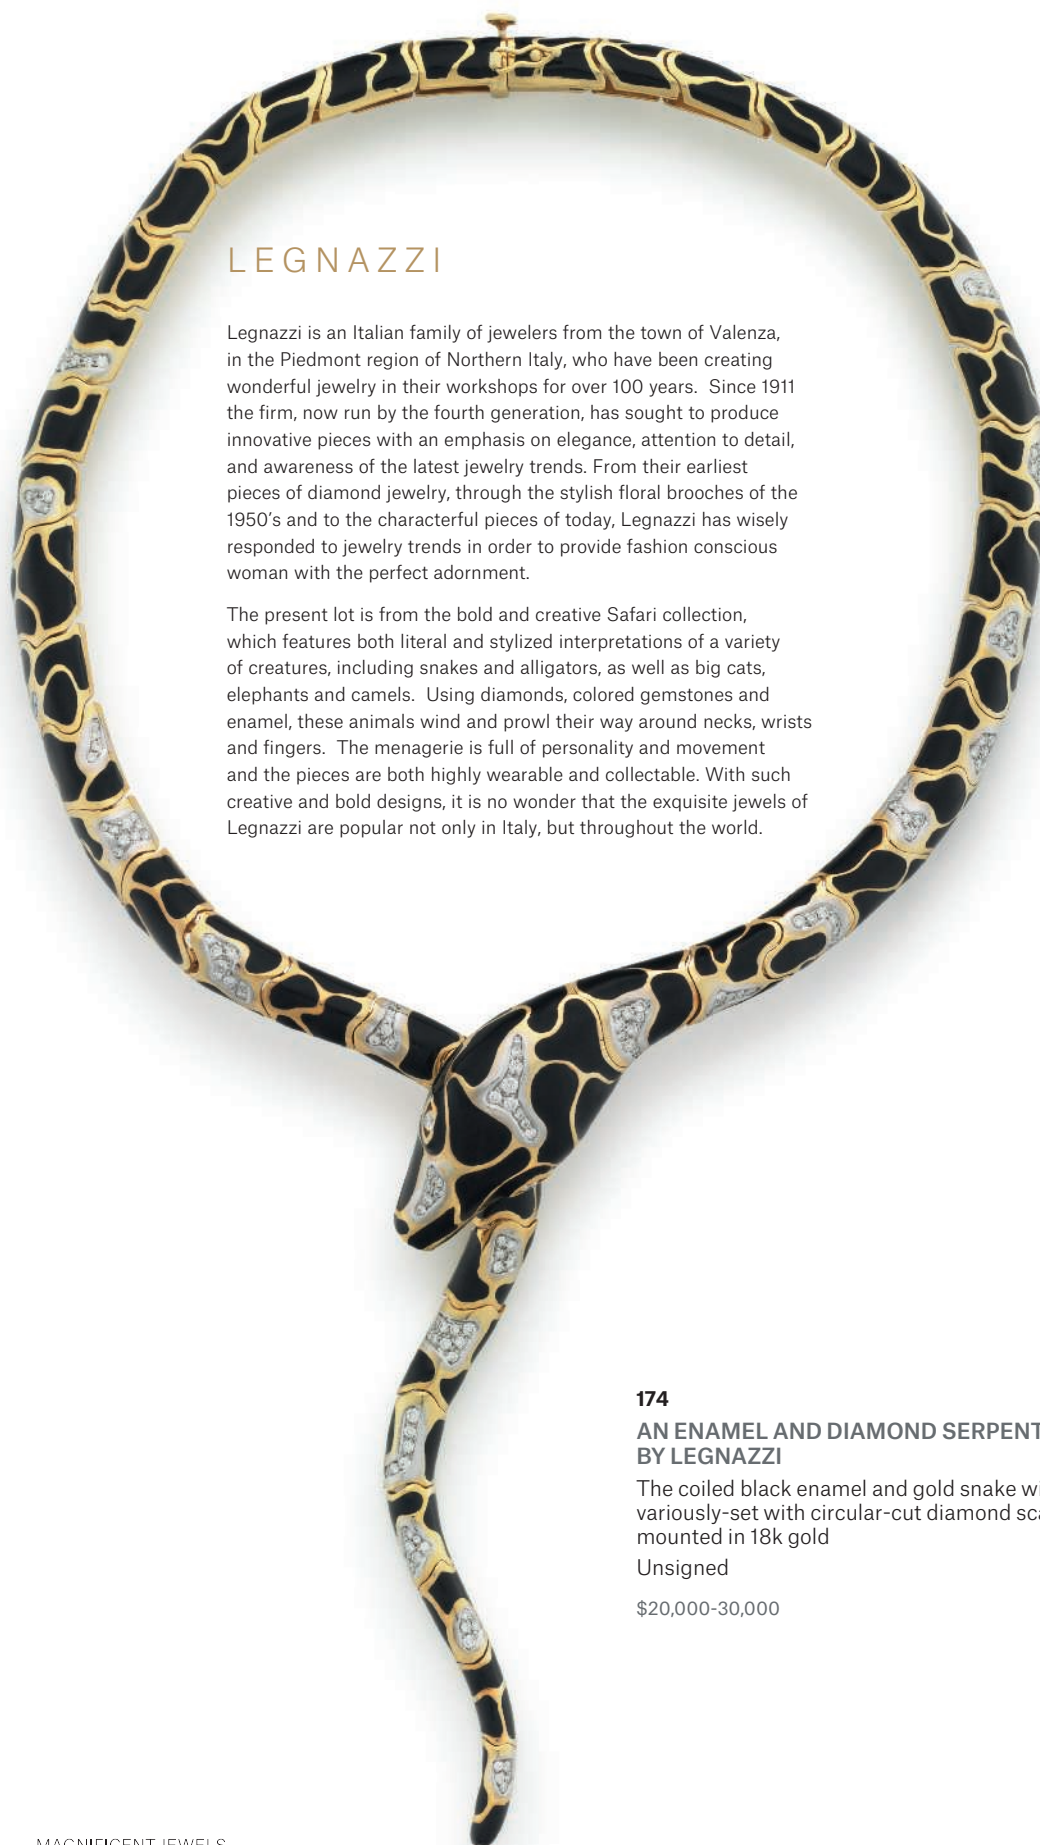 LEGNAZZI
Legnazzi is an Italian family of jewelers from the town of Valenza,
in the Piedmont region of Northern Italy, who have been creating
wonderful jewelry in their workshops for over 100 years.  Since 1911
the firm, now run by the fourth generation, has sought to produce
innovative pieces with an emphasis on elegance, attention to detail,
and awareness of the latest jewelry trends. From their earliest
pieces of diamond jewelry, through the stylish floral brooches of the
1950's and to the characterful pieces of today, Legnazzi has wisely
responded to jewelry trends in order to provide fashion conscious
woman with the perfect adornment.
The present lot is from the bold and creative Safari collection,
which features both literal and stylized interpretations of a variety
of creatures, including snakes and alligators, as well as big cats,
elephants and camels.  Using diamonds, colored gemstones and
enamel, these animals wind and prowl their way around necks, wrists
and fingers.  The menagerie is full of personality and movement
and the pieces are both highly wearable and collectable. With such
creative and bold designs, it is no wonder that the exquisite jewels of
Legnazzi are popular not only in Italy, but throughout the world.
174
AN ENAMEL AND DIAMOND SERPENT
BY LEGNAZZI
The coiled black enamel and gold snake
variously-set with circular-cut diamond
mounted in 18k gold
Unsigned
$20,000-30,000
MAGNIFICENT JEWELS